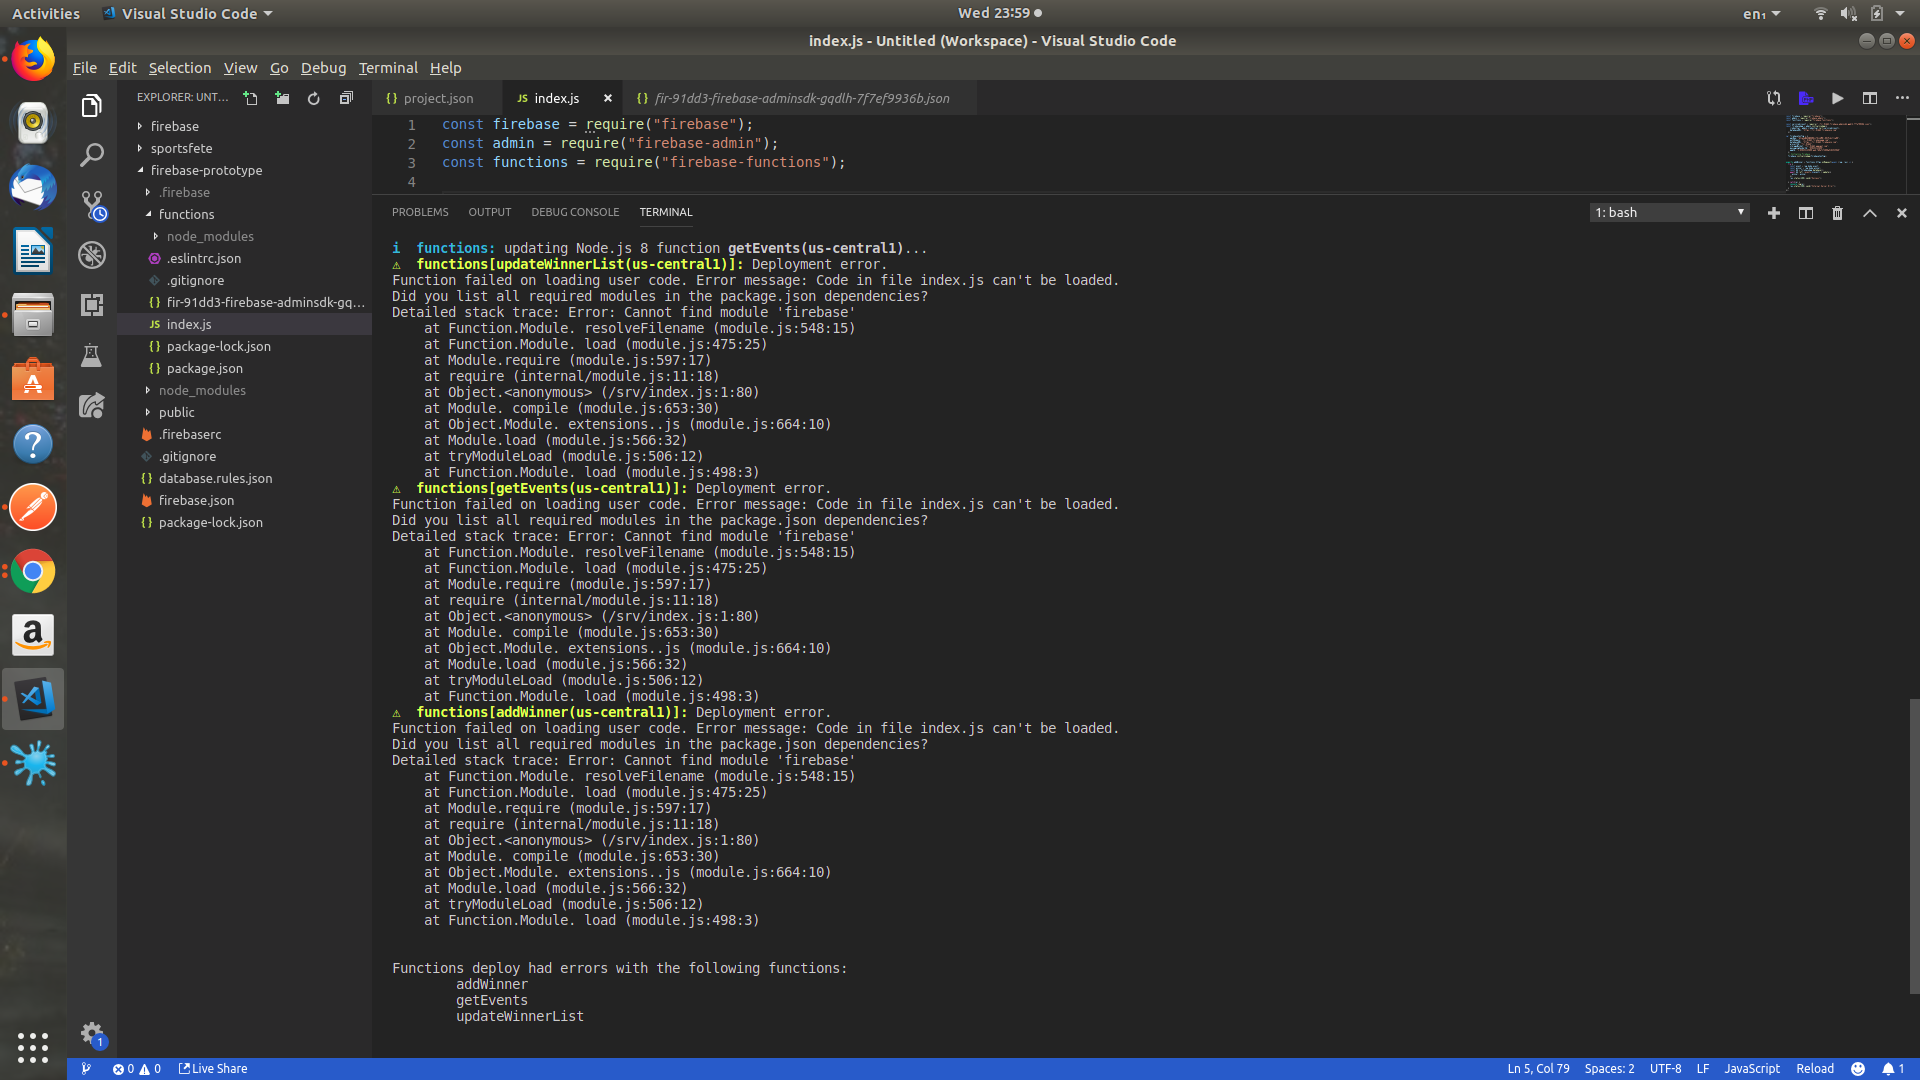 Activities
Visual Studio Code
Wed 23:59
en₁
index.js - Untitled (Workspace) - Visual Studio Code
File Edit Selection View Go Debug Terminal Help
EXPLORER: UNT...
project.json
JS index.js
fir-91dd3-firebase-adminsdk-gqdlh-7f7ef9936b.json
firebase
sportsfete
firebase-prototype
.firebase
functions
node_modules
.eslintrc.json
.gitignore
{} fir-91dd3-firebase-adminsdk-gq...
JS index.js
{} package-lock.json
{} package.json
node_modules
public
.firebaserc
.gitignore
{} database.rules.json
firebase.json
{} package-lock.json
1 const firebase = require("firebase");
2 const admin = require("firebase-admin");
3 const functions = require("firebase-functions");
4
PROBLEMS OUTPUT DEBUG CONSOLE TERMINAL
1: bash
i functions: updating Node.js 8 function getEvents(us-central1)...
⚠ functions[updateWinnerList(us-central1)]: Deployment error.
Function failed on loading user code. Error message: Code in file index.js can't be loaded.
Did you list all required modules in the package.json dependencies?
Detailed stack trace: Error: Cannot find module 'firebase'
at Function.Module. resolveFilename (module.js:548:15)
at Function.Module. load (module.js:475:25)
at Module.require (module.js:597:17)
at require (internal/module.js:11:18)
at Object.<anonymous> (/srv/index.js:1:80)
at Module. compile (module.js:653:30)
at Object.Module. extensions..js (module.js:664:10)
at Module.load (module.js:566:32)
at tryModuleLoad (module.js:506:12)
at Function.Module. load (module.js:498:3)
⚠ functions[getEvents(us-central1)]: Deployment error.
Function failed on loading user code. Error message: Code in file index.js can't be loaded.
Did you list all required modules in the package.json dependencies?
Detailed stack trace: Error: Cannot find module 'firebase'
at Function.Module. resolveFilename (module.js:548:15)
at Function.Module. load (module.js:475:25)
at Module.require (module.js:597:17)
at require (internal/module.js:11:18)
at Object.<anonymous> (/srv/index.js:1:80)
at Module. compile (module.js:653:30)
at Object.Module. extensions..js (module.js:664:10)
at Module.load (module.js:566:32)
at tryModuleLoad (module.js:506:12)
at Function.Module. load (module.js:498:3)
⚠ functions[addWinner(us-central1)]: Deployment error.
Function failed on loading user code. Error message: Code in file index.js can't be loaded.
Did you list all required modules in the package.json dependencies?
Detailed stack trace: Error: Cannot find module 'firebase'
at Function.Module. resolveFilename (module.js:548:15)
at Function.Module. load (module.js:475:25)
at Module.require (module.js:597:17)
at require (internal/module.js:11:18)
at Object.<anonymous> (/srv/index.js:1:80)
at Module. compile (module.js:653:30)
at Object.Module. extensions..js (module.js:664:10)
at Module.load (module.js:566:32)
at tryModuleLoad (module.js:506:12)
at Function.Module. load (module.js:498:3)
Functions deploy had errors with the following functions:
addWinner
getEvents
updateWinnerList
1
0 0 Live Share
Ln 5, Col 79 Spaces: 2 UTF-8 LF JavaScript Reload 1